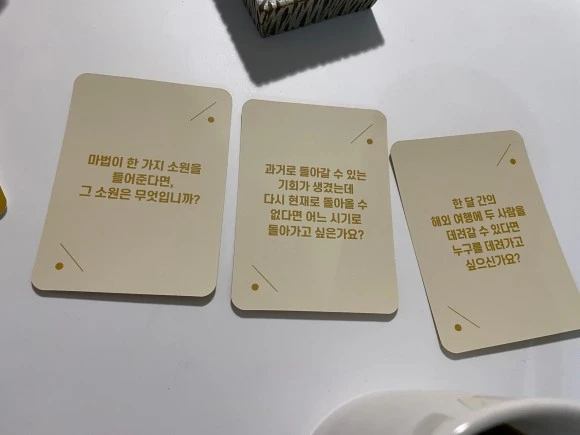 마법이 한 가지 소원을
들어준다면,
그 소원은 무엇입니까?
과거로 돌아갈 수 있는
기회가 생겼는데
다시 현재로 돌아올 수
없다면 어느 시기로
돌아가고 싶은가요?
한 달 간의
해외 여행에 두 사람을
데려갈 수 있다면
누구를 데려가고
싶으신가요?